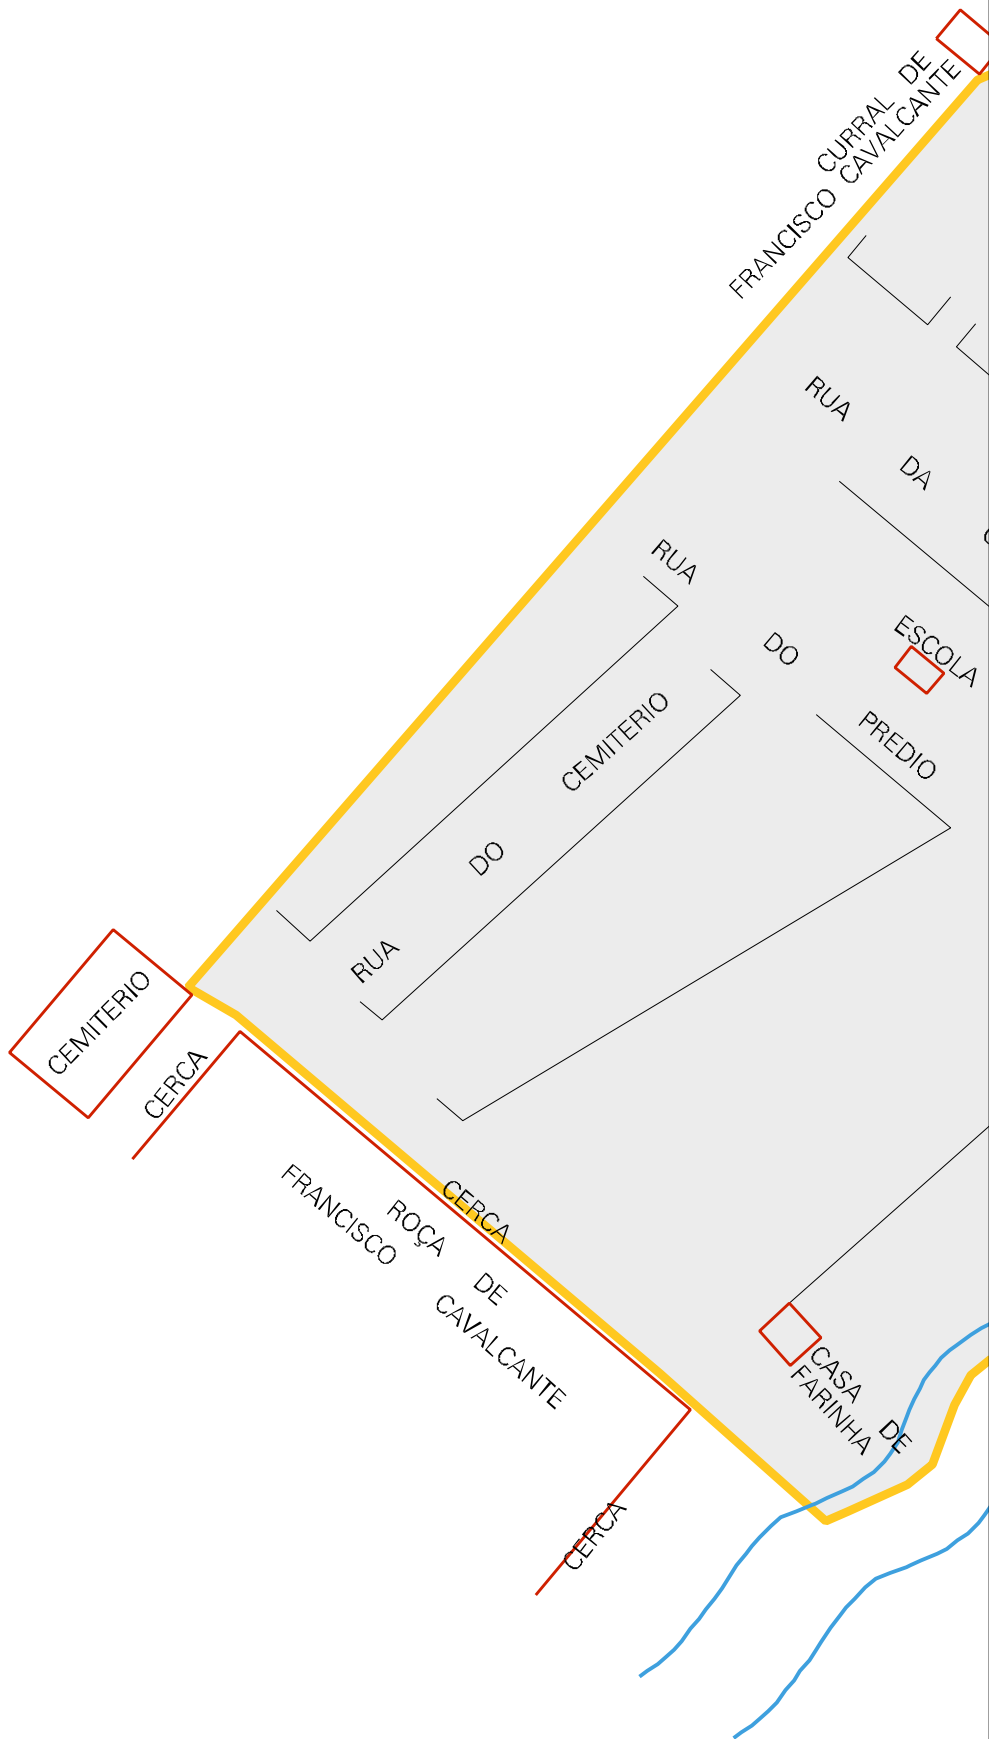 CURRAL DE
FRANCISCO CAVALCANTE
RUA
DA
RUA
DO
PREDIO
ESCOLA
RUA
DO
CEMITERIO
CEMITERIO
CERCA
CERCA
ROÇA DE
FRANCISCO CAVALCANTE
CASA DE
FARINHA
CERCA